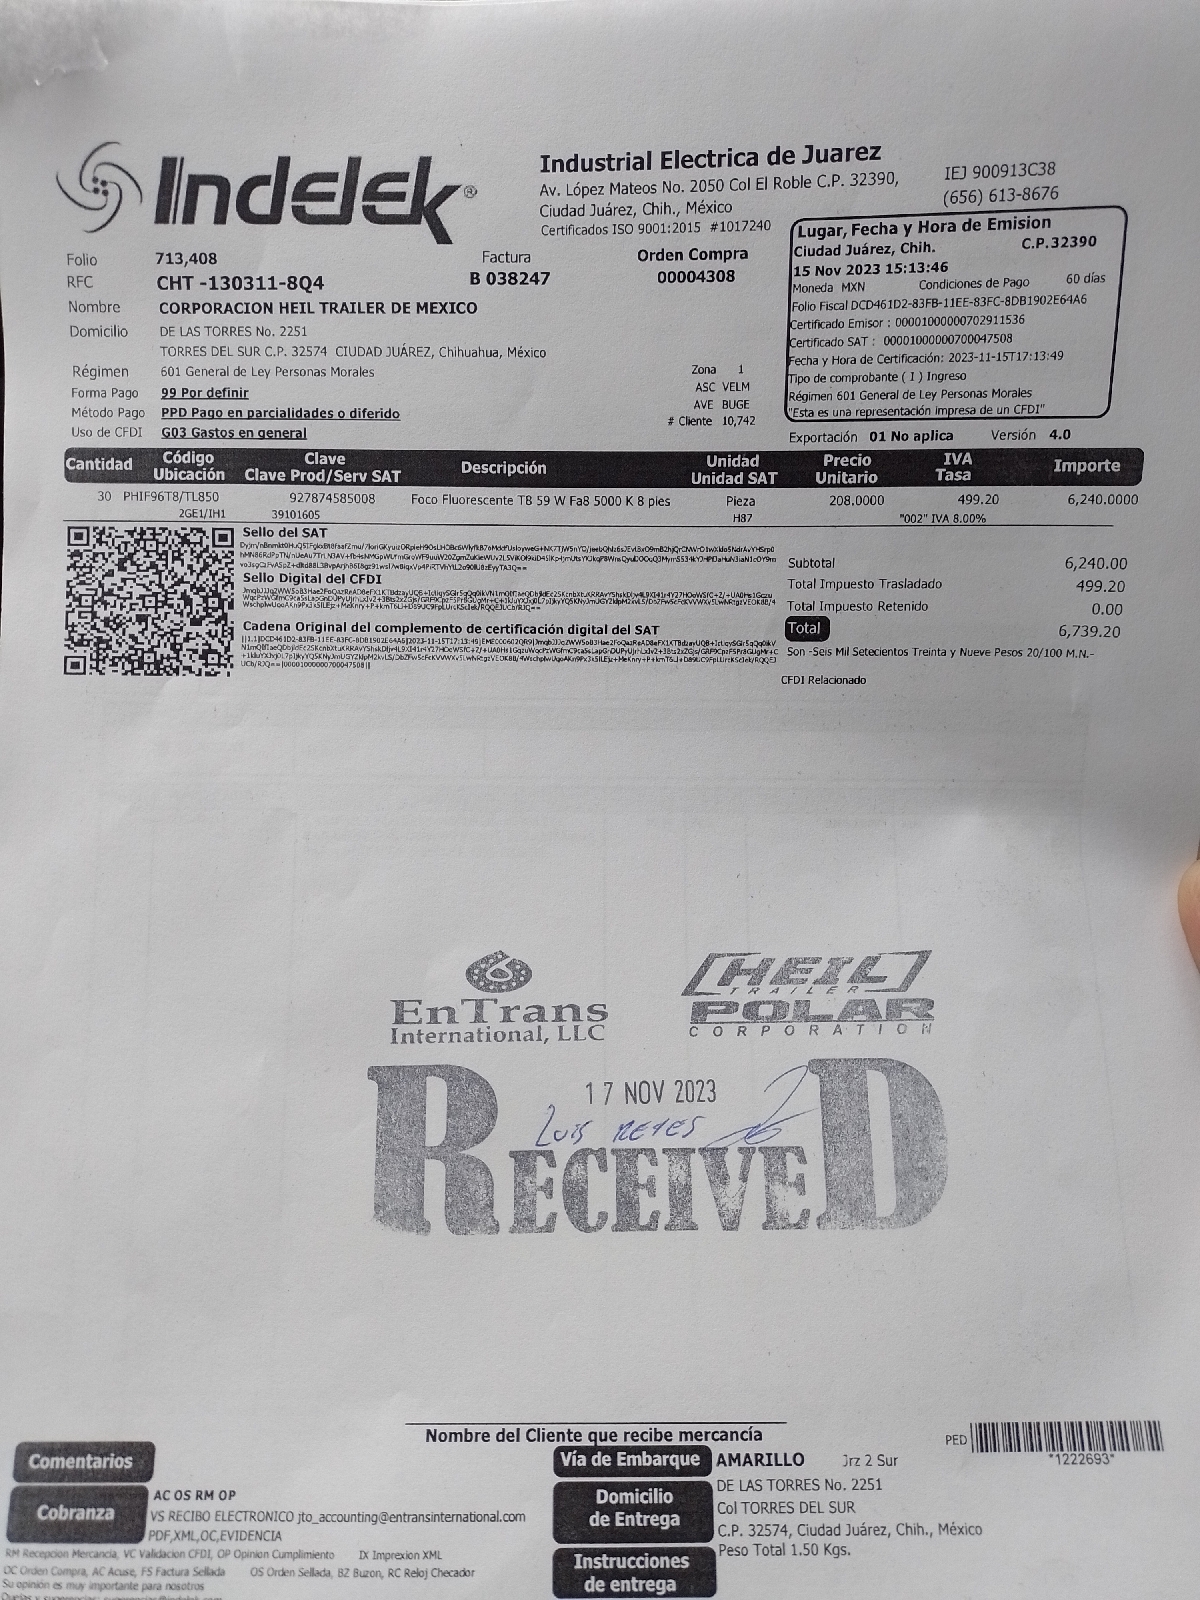 Indelek®
Industrial Electrica de Juarez
Av. López Mateos No. 2050 Col El Roble C.P. 32390,
Ciudad Juárez, Chih., México
Certificados ISO 9001:2015 #1017240
IEJ 900913C38
(656) 613-8676
Folio 713,408
Factura
B 038247
Orden Compra
00004308
RFC CHT -130311-8Q4
Nombre CORPORACION HEIL TRAILER DE MEXICO
Domicilio DE LAS TORRES No. 2251
TORRES DEL SUR C.P. 32574 CIUDAD JUÁREZ, Chihuahua, México
Régimen 601 General de Ley Personas Morales
Forma Pago 99 Por definir
Método Pago PPD Pago en parcialidades o diferido
Uso de CFDI G03 Gastos en general
Zona 1
ASC VELM
AVE BUGE
# Cliente 10,742
Lugar, Fecha y Hora de Emision
Ciudad Juárez, Chih. C.P.32390
15 Nov 2023 15:13:46
Moneda MXN Condiciones de Pago 60 días
Folio Fiscal DCD461D2-83FB-11EE-83FC-8DB1902E64A6
Certificado Emisor : 00001000000702911536
Certificado SAT : 00001000000700047508
Fecha y Hora de Certificación: 2023-11-15T17:13:49
Tipo de comprobante ( I ) Ingreso
Régimen 601 General de Ley Personas Morales
"Esta es una representación impresa de un CFDI"
Exportación 01 No aplica Versión 4.0
Cantidad Código Ubicación Clave Clave Prod/Serv SAT Descripción Unidad Unidad SAT Precio Unitario IVA Tasa Importe
30 PHIF96T8/TL850 927874585008 Foco Fluorescente T8 59 W Fa8 5000 K 8 pies Pieza 208.0000 499.20 6,240.0000
2GE1/IH1 39101605 H87 "002" IVA 8.00%
Sello del SAT
Sello Digital del CFDI
Cadena Original del complemento de certificación digital del SAT
Subtotal 6,240.00
Total Impuesto Trasladado 499.20
Total Impuesto Retenido 0.00
Total 6,739.20
Son -Seis Mil Setecientos Treinta y Nueve Pesos 20/100 M.N.-
CFDI Relacionado
EnTrans
International, LLC
HEIL
TRAILER
POLAR
CORPORATION
17 NOV 2023
Luis Reyes
RECEIVED
Nombre del Cliente que recibe mercancía
PED
*1222693*
Comentarios
Cobranza
AC OS RM OP
VS RECIBO ELECTRONICO jto_accounting@entransinternational.com
PDF,XML,OC,EVIDENCIA
Vía de Embarque AMARILLO Jrz 2 Sur
Domicilio de Entrega
DE LAS TORRES No. 2251
Col TORRES DEL SUR
C.P. 32574, Ciudad Juárez, Chih., México
Peso Total 1.50 Kgs.
Instrucciones de entrega
RM Recepcion Mercancia, VC Validacion CFDI, OP Opinion Cumplimiento IX Impresion XML
OC Orden Compra, AC Acuse, FS Factura Sellada OS Orden Sellada, BZ Buzon, RC Reloj Checador
Su opinión es muy importante para nosotros